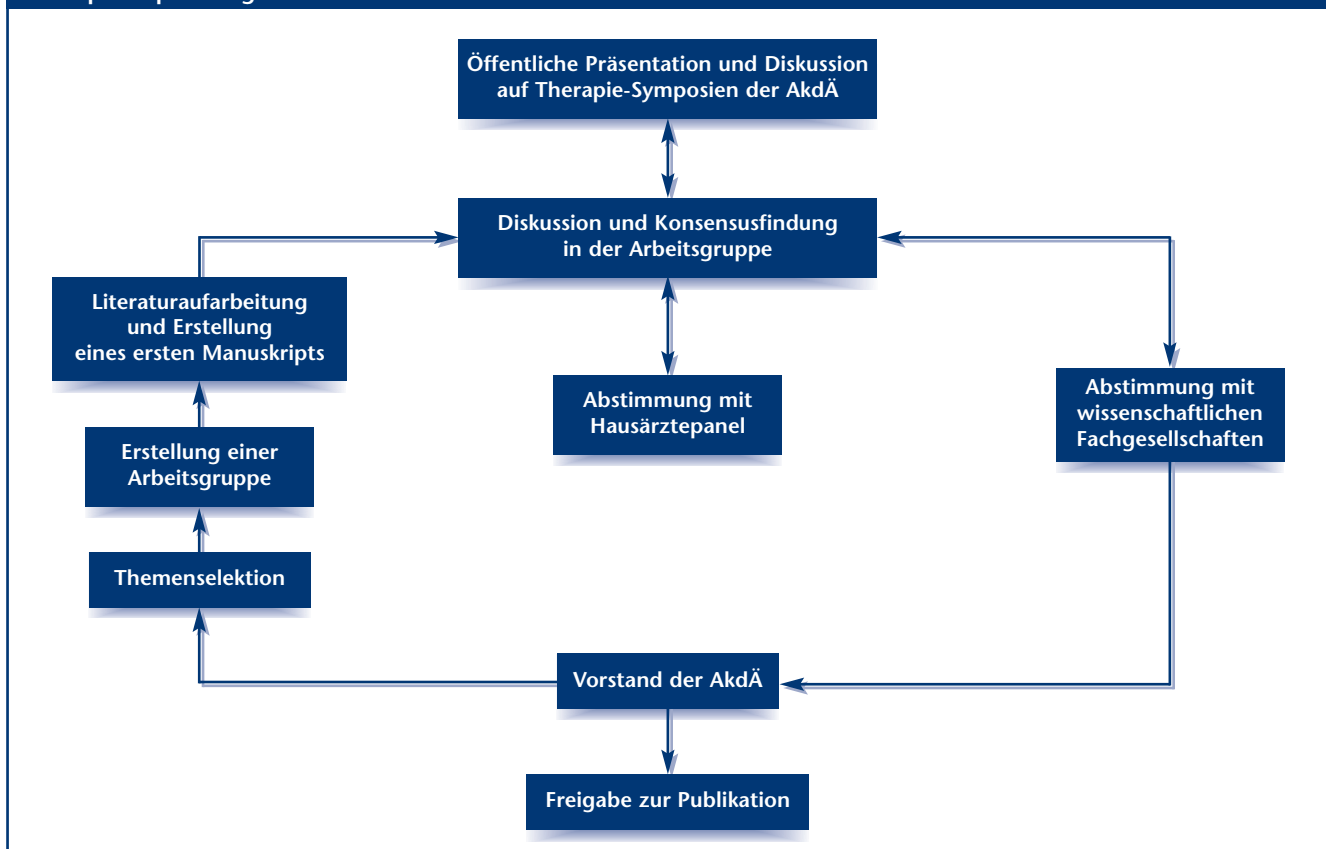 Öffentliche Präsentation und Diskussion
auf Therapie-Symposien der AkdÄ
Diskussion und Konsensusfindung
in der Arbeitsgruppe
Literaturaufarbeitung
und Erstellung
eines ersten Manuskripts
Abstimmung mit
Hausärztepanel
Abstimmung mit
wissenschaftlichen
Fachgesellschaften
Erstellung einer
Arbeitsgruppe
Themenselektion
Vorstand der AkdÄ
Freigabe zur Publikation